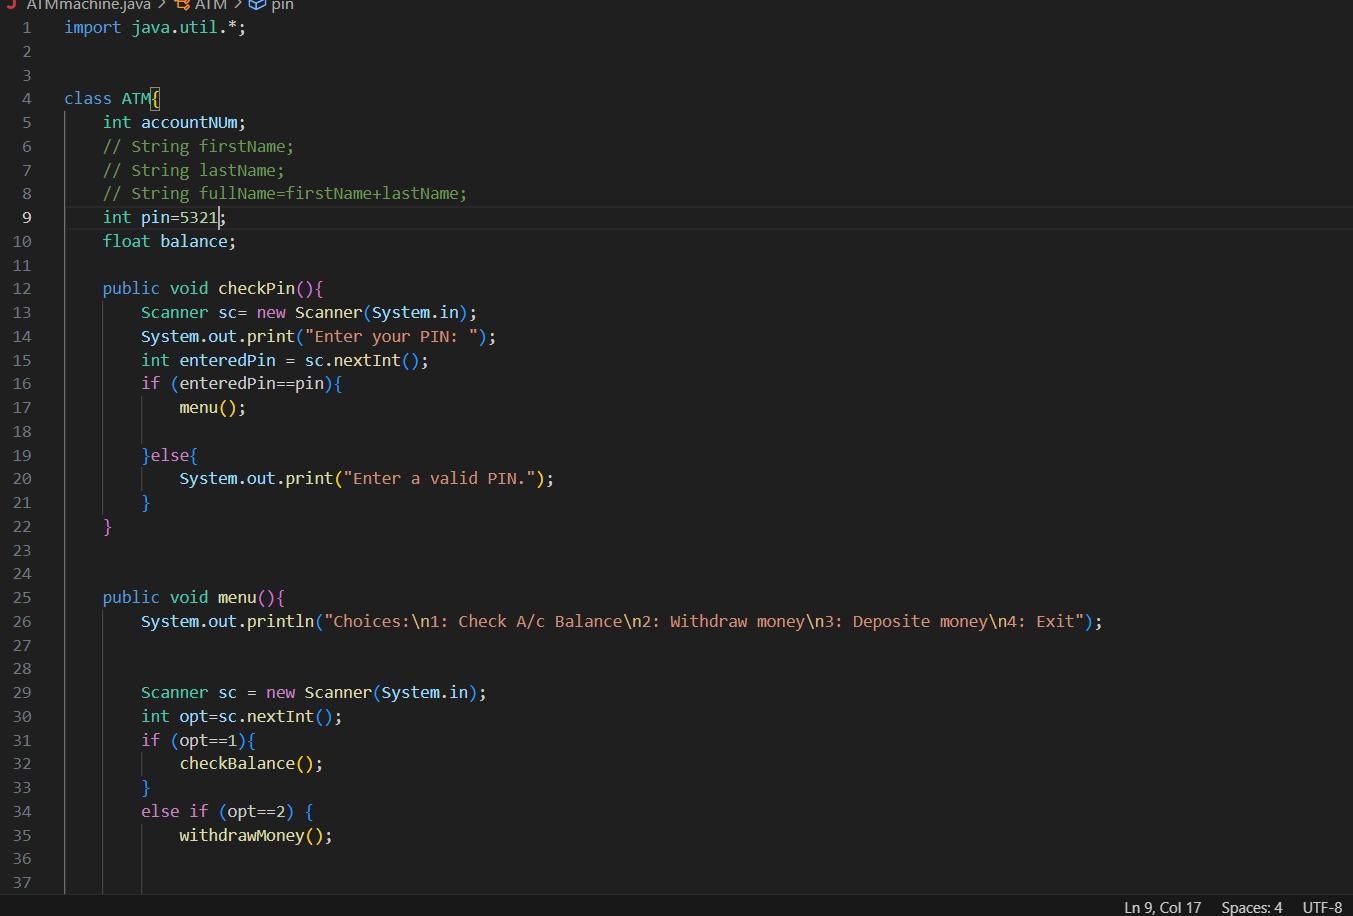 ATMmachine.java > ATM > pin
1 import java.util.*;
2
3
4 class ATM{
5 int accountNUm;
6 // String firstName;
7 // String lastName;
8 // String fullName=firstName+lastName;
9 int pin=5321;
10 float balance;
11
12 public void checkPin(){
13 Scanner sc= new Scanner(System.in);
14 System.out.print("Enter your PIN: ");
15 int enteredPin = sc.nextInt();
16 if (enteredPin==pin){
17 menu();
18
19 }else{
20 System.out.print("Enter a valid PIN.");
21 }
22 }
23
24
25 public void menu(){
26 System.out.println("Choices:\n1: Check A/c Balance\n2: Withdraw money\n3: Deposite money\n4: Exit");
27
28
29 Scanner sc = new Scanner(System.in);
30 int opt=sc.nextInt();
31 if (opt==1){
32 checkBalance();
33 }
34 else if (opt==2) {
35 withdrawMoney();
36
37
Ln 9, Col 17 Spaces: 4 UTF-8